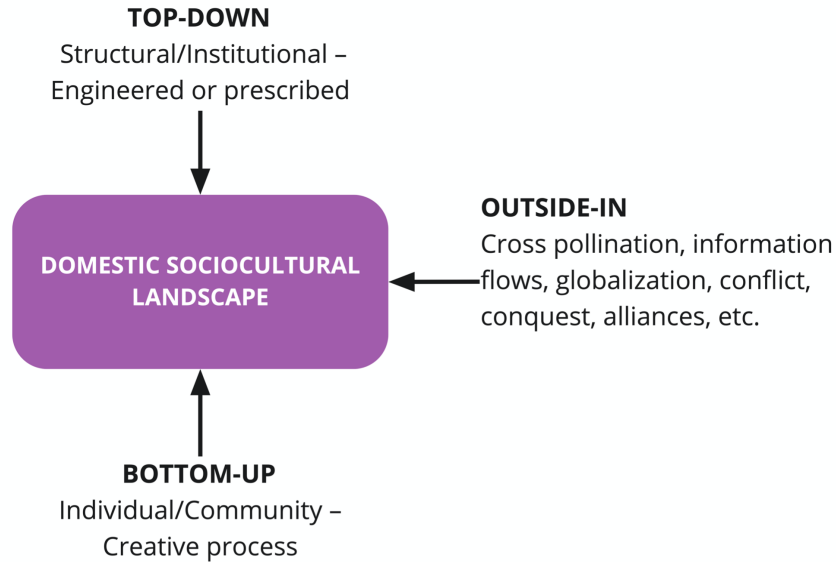 TOP-DOWN
Structural/Institutional –
Engineered or prescribed
DOMESTIC SOCIOCULTURAL
LANDSCAPE
OUTSIDE-IN
Cross pollination, information
flows, globalization, conflict,
conquest, alliances, etc.
BOTTOM-UP
Individual/Community –
Creative process